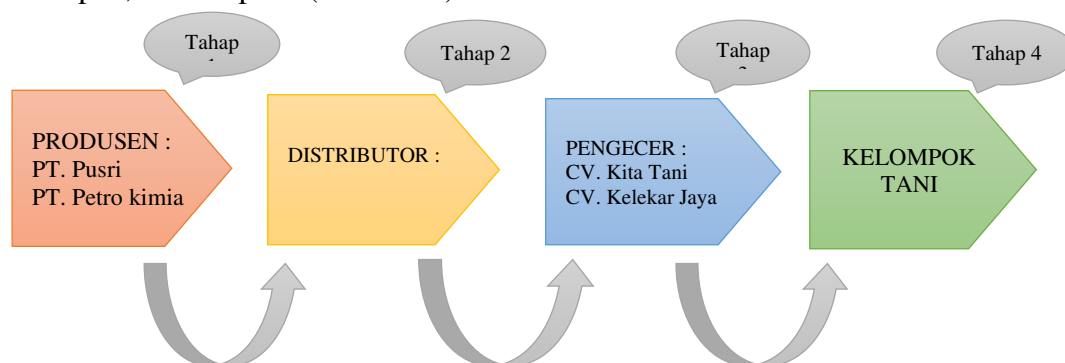 Tahap
Tahap 2
Tahap
Tahap 4
PRODUSEN :
PT. Pusri
PT. Petro kimia
DISTRIBUTOR :
PENGECER :
CV. Kita Tani
CV. Kelekar Jaya
KELOMPOK
TANI